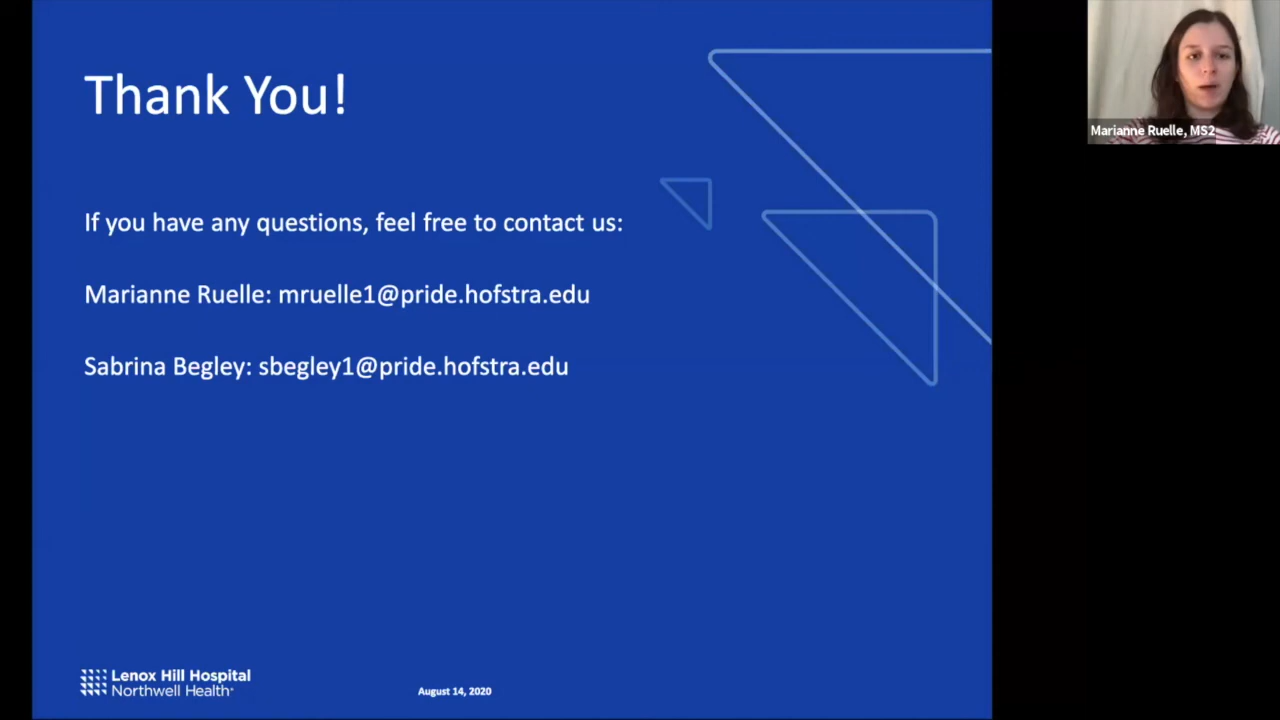 Thank You!
If you have any questions, feel free to contact us:
Marianne Ruelle: mruelle1@pride.hofstra.edu
Sabrina Begley: sbegley1@pride.hofstra.edu
Lenox Hill Hospital
Northwell Health
August 14, 2020
Marianne Ruelle, MS2